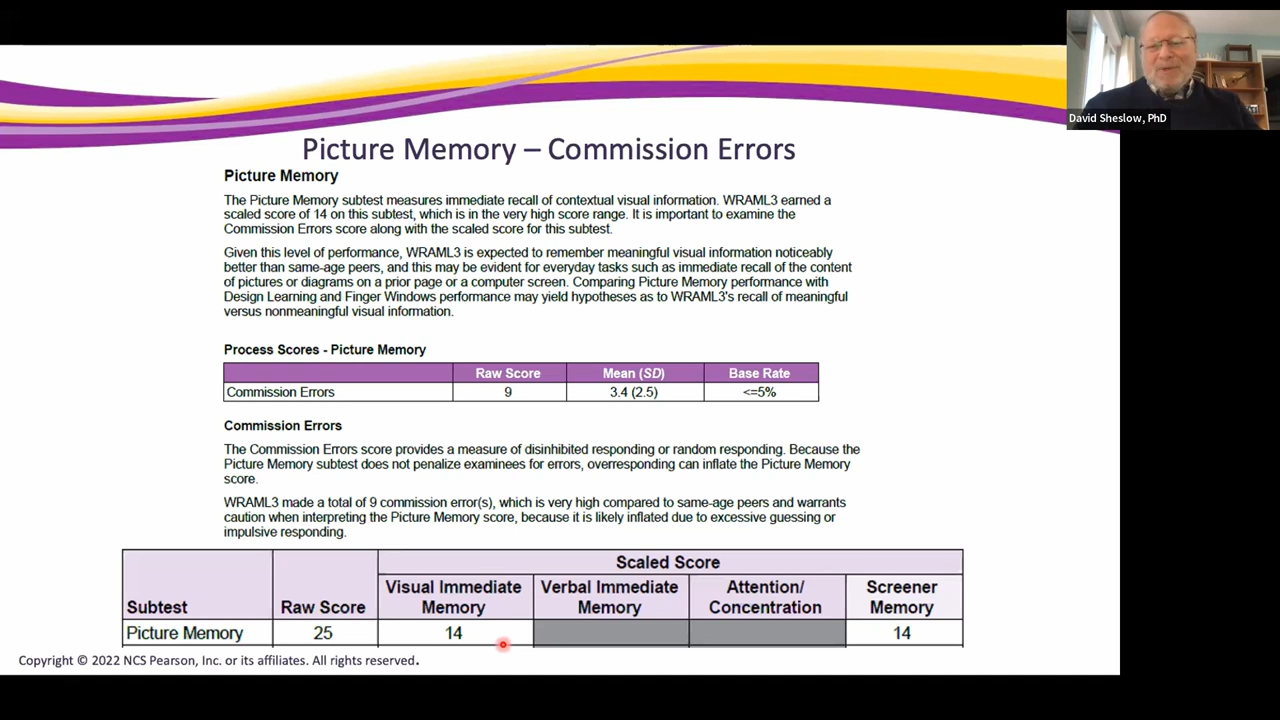 David Sheslow, PhD
Picture Memory – Commission Errors
Picture Memory
The Picture Memory subtest measures immediate recall of contextual visual information. WRAML3 earned a
scaled score of 14 on this subtest, which is in the very high score range. It is important to examine the
Commission Errors score along with the scaled score for this subtest.
Given this level of performance, WRAML3 is expected to remember meaningful visual information noticeably
better than same-age peers, and this may be evident for everyday tasks such as immediate recall of the content
of pictures or diagrams on a prior page or a computer screen. Comparing Picture Memory performance with
Design Learning and Finger Windows performance may yield hypotheses as to WRAML3's recall of meaningful
versus nonmeaningful visual information.
Process Scores - Picture Memory
Raw Score Mean (SD) Base Rate
Commission Errors 9 3.4 (2.5) <=5%
Commission Errors
The Commission Errors score provides a measure of disinhibited responding or random responding. Because the
Picture Memory subtest does not penalize examinees for errors, overresponding can inflate the Picture Memory
score.
WRAML3 made a total of 9 commission error(s), which is very high compared to same-age peers and warrants
caution when interpreting the Picture Memory score, because it is likely inflated due to excessive guessing or
impulsive responding.
Scaled Score
Visual Immediate Verbal Immediate Attention/ Screener
Subtest Raw Score Memory Memory Concentration Memory
Picture Memory 25 14 14
Copyright © 2022 NCS Pearson, Inc. or its affiliates. All rights reserved.